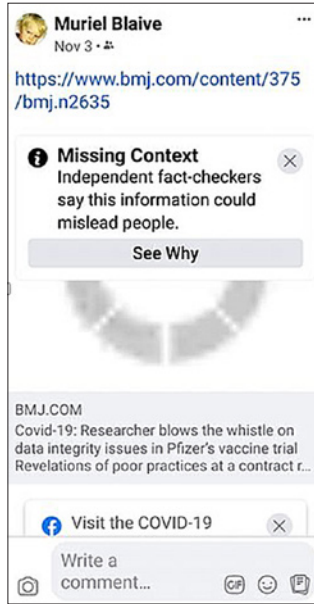 Muriel Blaive
Nov 3 ·
https://www.bmj.com/content/375
/bmj.n2635
Missing Context
Independent fact-checkers
say this information could
mislead people.
See Why
BMJ.COM
Covid-19: Researcher blows the whistle on
data integrity issues in Pfizer's vaccine trial
Revelations of poor practices at a contract r...
Visit the COVID-19
Write a
comment...
GIF